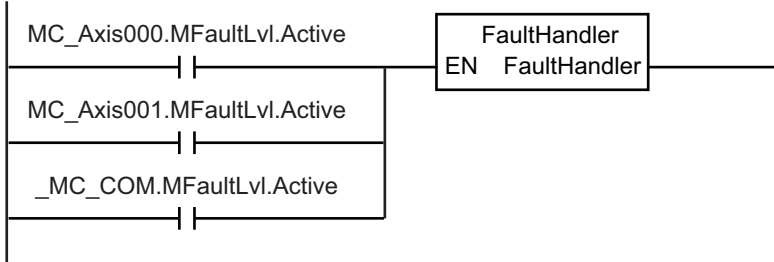 MC_Axis000.MFaultLvl.Active
FaultHandler
EN FaultHandler
MC_Axis001.MFaultLvl.Active
_MC_COM.MFaultLvl.Active